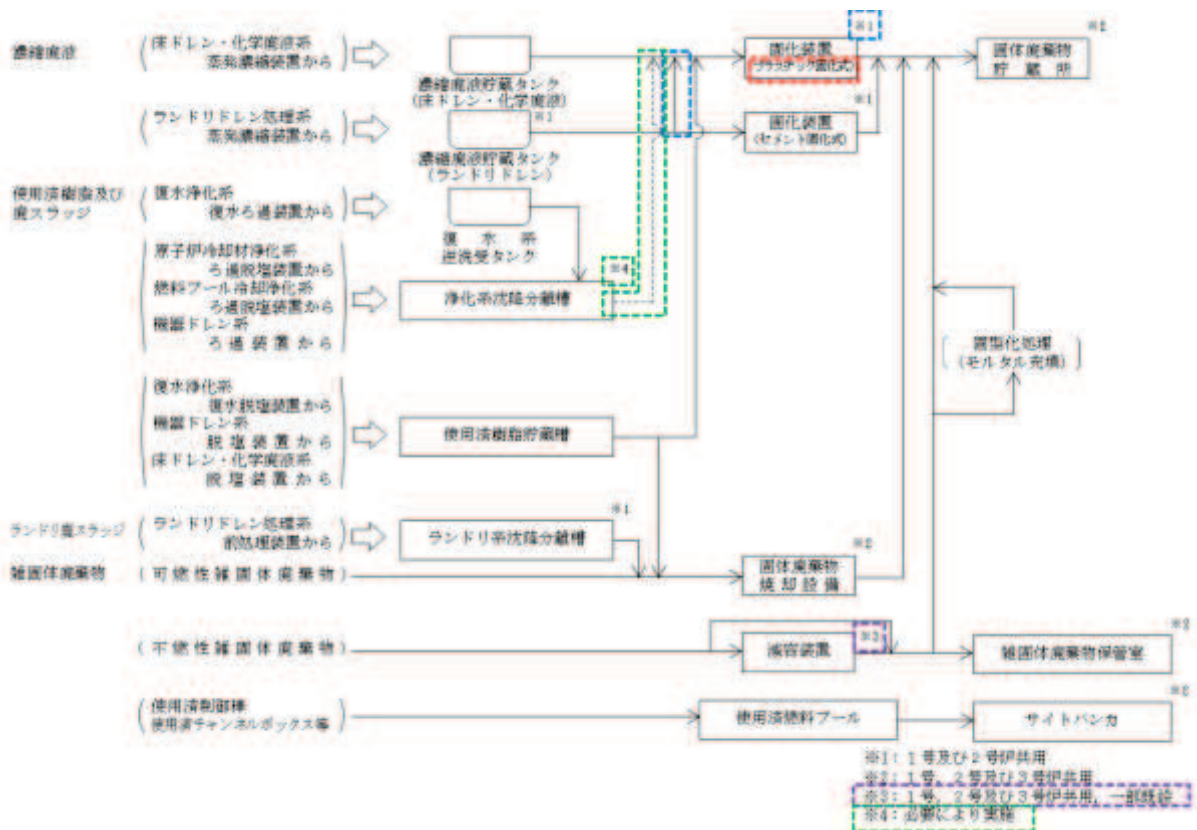 濃縮廃液
(床ドレン・化学廃液系
蒸発濃縮装置から)
濃縮廃液貯蔵タンク
(床ドレン・化学廃液)
※1
固化装置
(プラスチック固化式)
※2
固体廃棄物
貯蔵所
(ランドリドレン処理系
蒸発濃縮装置から)
※1
濃縮廃液貯蔵タンク
(ランドリドレン)
※1
固化装置
(セメント固化式)
使用済樹脂及び
廃スラッジ
(復水浄化系
復水ろ過装置から)
復水系
逆洗受タンク
(原子炉冷却材浄化系
ろ過脱塩装置から
燃料プール冷却浄化系
ろ過脱塩装置から
機器ドレン系
ろ過装置から)
※4
浄化系沈降分離槽
固型化処理
(モルタル充填)
(復水浄化系
復水脱塩装置から
機器ドレン系
脱塩装置から
床ドレン・化学廃液系
脱塩装置から)
使用済樹脂貯蔵槽
ランドリ廃スラッジ
(ランドリドレン処理系
前処理装置から)
※1
ランドリ系沈降分離槽
雑固体廃棄物
(可燃性雑固体廃棄物)
※2
固体廃棄物
焼却設備
(不燃性雑固体廃棄物)
減容装置
※3
※2
雑固体廃棄物保管室
(使用済制御棒
使用済チャンネルボックス等)
使用済燃料プール
※2
サイトバンカ
※1:1号及び2号炉共用
※2:1号,2号及び3号炉共用
※3:1号,2号及び3号炉共用,一部既設
※4:必要により実施